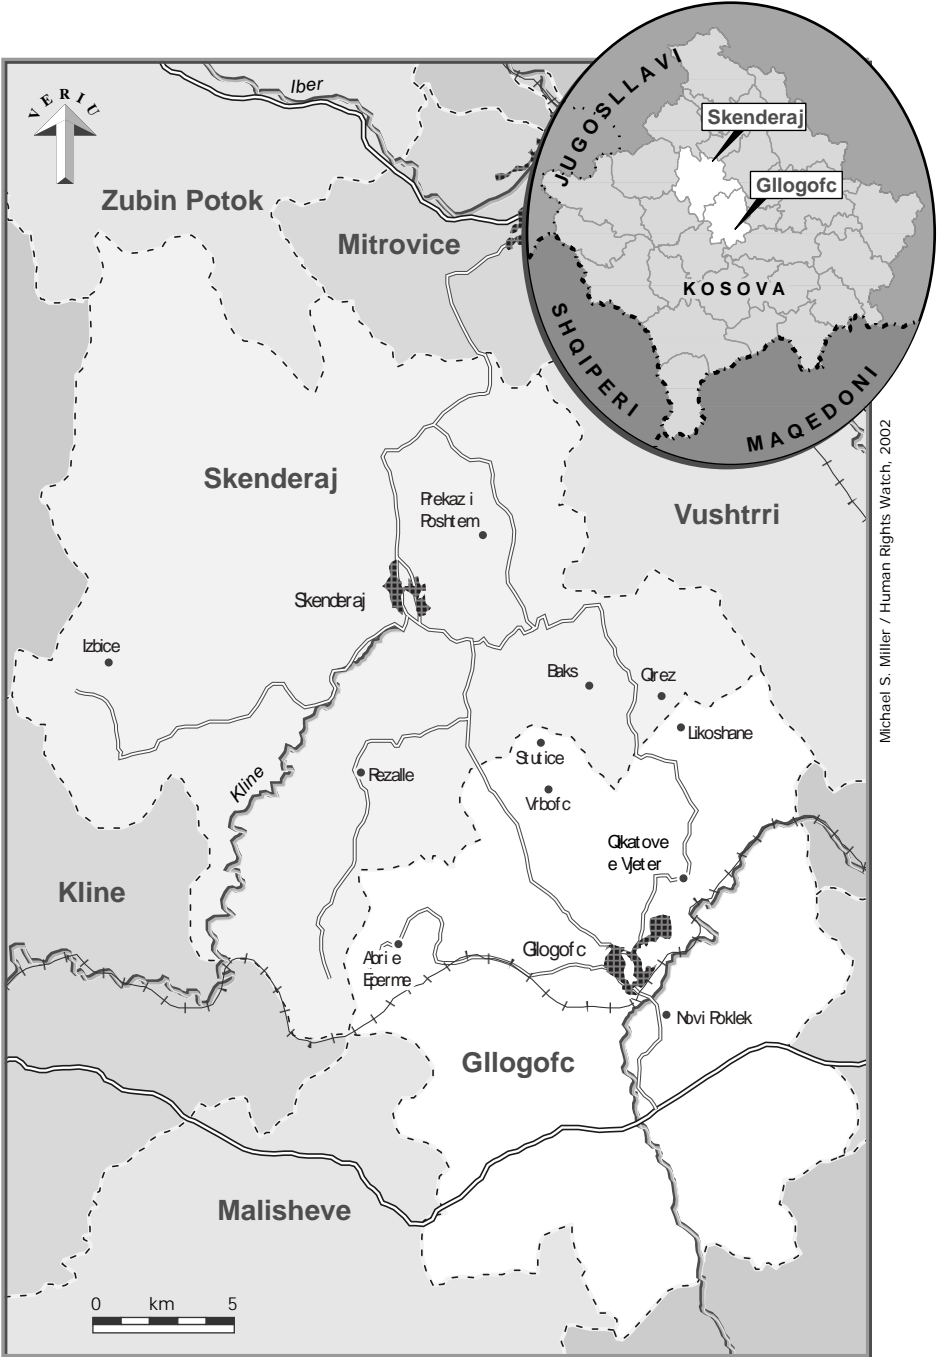 VERIU
Iber
JUGOSLLAVI
Skenderaj
Gllogofc
Zubin Potok
Mitrovice
KOSOVA
SHQIPERI
MAQEDONI
Skenderaj
Prekaz i
Poshtem
Vushtrri
Skenderaj
Izbice
Baks
Qirez
Likoshane
Stutice
Kline
Rezalle
Vrbofc
Qikatove
e Vjeter
Kline
Gllogofc
Abri e
Eperme
Novi Poklek
Gllogofc
Malisheve
0 km 5
Michael S. Miller / Human Rights Watch, 2002